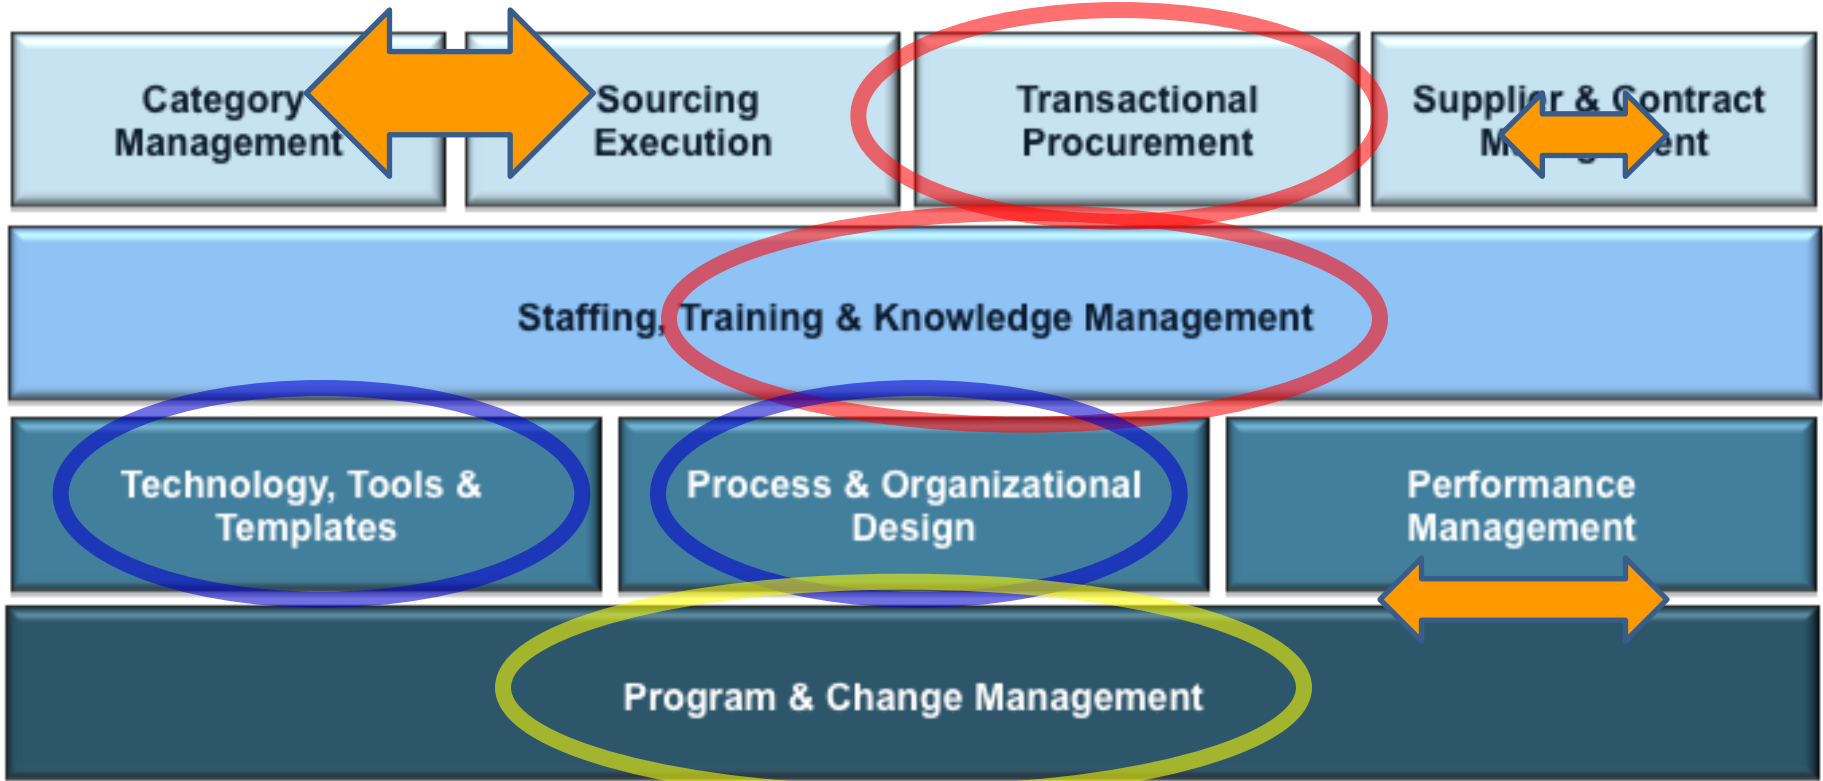 Category
Management
Sourcing
Execution
Transactional
Procurement
Supplier & Contract
Management
Staffing, Training & Knowledge Management
Technology, Tools &
Templates
Process & Organizational
Design
Performance
Management
Program & Change Management